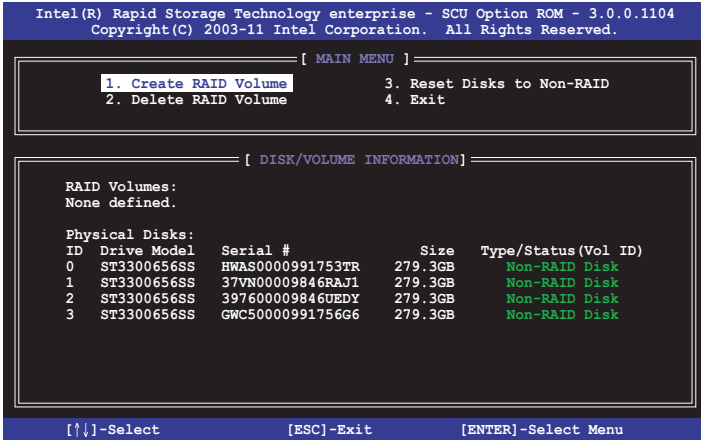 Intel(R) Rapid Storage Technology enterprise - SCU Option ROM - 3.0.0.1104
Copyright(C) 2003-11 Intel Corporation. All Rights Reserved.
[ MAIN MENU ]
1. Create RAID Volume 3. Reset Disks to Non-RAID
2. Delete RAID Volume 4. Exit
[ DISK/VOLUME INFORMATION]
RAID Volumes:
None defined.
Physical Disks:
ID Drive Model Serial # Size Type/Status(Vol ID)
0 ST3300656SS HWAS0000991753TR 279.3GB Non-RAID Disk
1 ST3300656SS 37VN00009846RAJ1 279.3GB Non-RAID Disk
2 ST3300656SS 397600009846UEDY 279.3GB Non-RAID Disk
3 ST3300656SS GWC50000991756G6 279.3GB Non-RAID Disk
[↑↓]-Select [ESC]-Exit [ENTER]-Select Menu